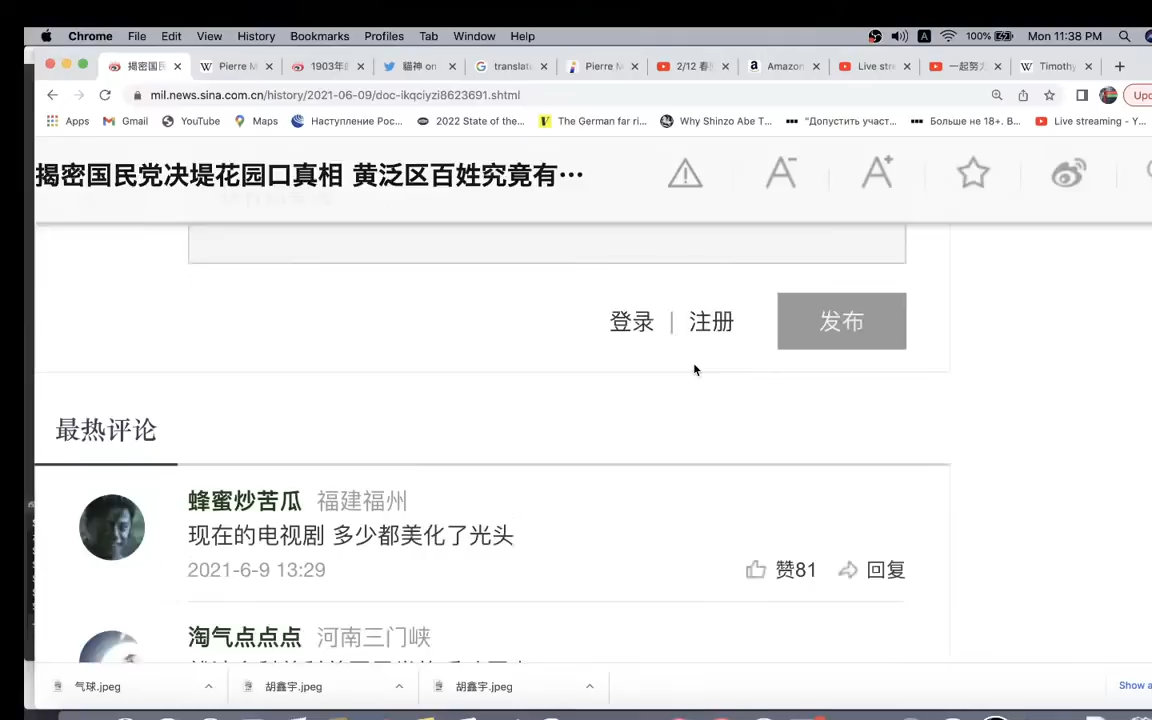 Chrome File Edit View History Bookmarks Profiles Tab Window Help 100% Mon 11:38 PM
揭密国民 Pierre M 1903年 貓神 on translat Pierre M 2/12 春 Amazon Live stre 一起努力 Timothy
mil.news.sina.com.cn/history/2021-06-09/doc-ikqciyzi8623691.shtml
Apps Gmail YouTube Maps Наступление Рос... 2022 State of the... The German far ri... Why Shinzo Abe T... "Допустить участ... Больше не 18+. В... Live streaming - Y...
揭密国民党决堤花园口真相 黄泛区百姓究竟有…
登录 | 注册 发布
最热评论
蜂蜜炒苦瓜 福建福州
现在的电视剧 多少都美化了光头
2021-6-9 13:29 赞81 回复
淘气点点点 河南三门峡
气球.jpeg 胡鑫宇.jpeg 胡鑫宇.jpeg Show a